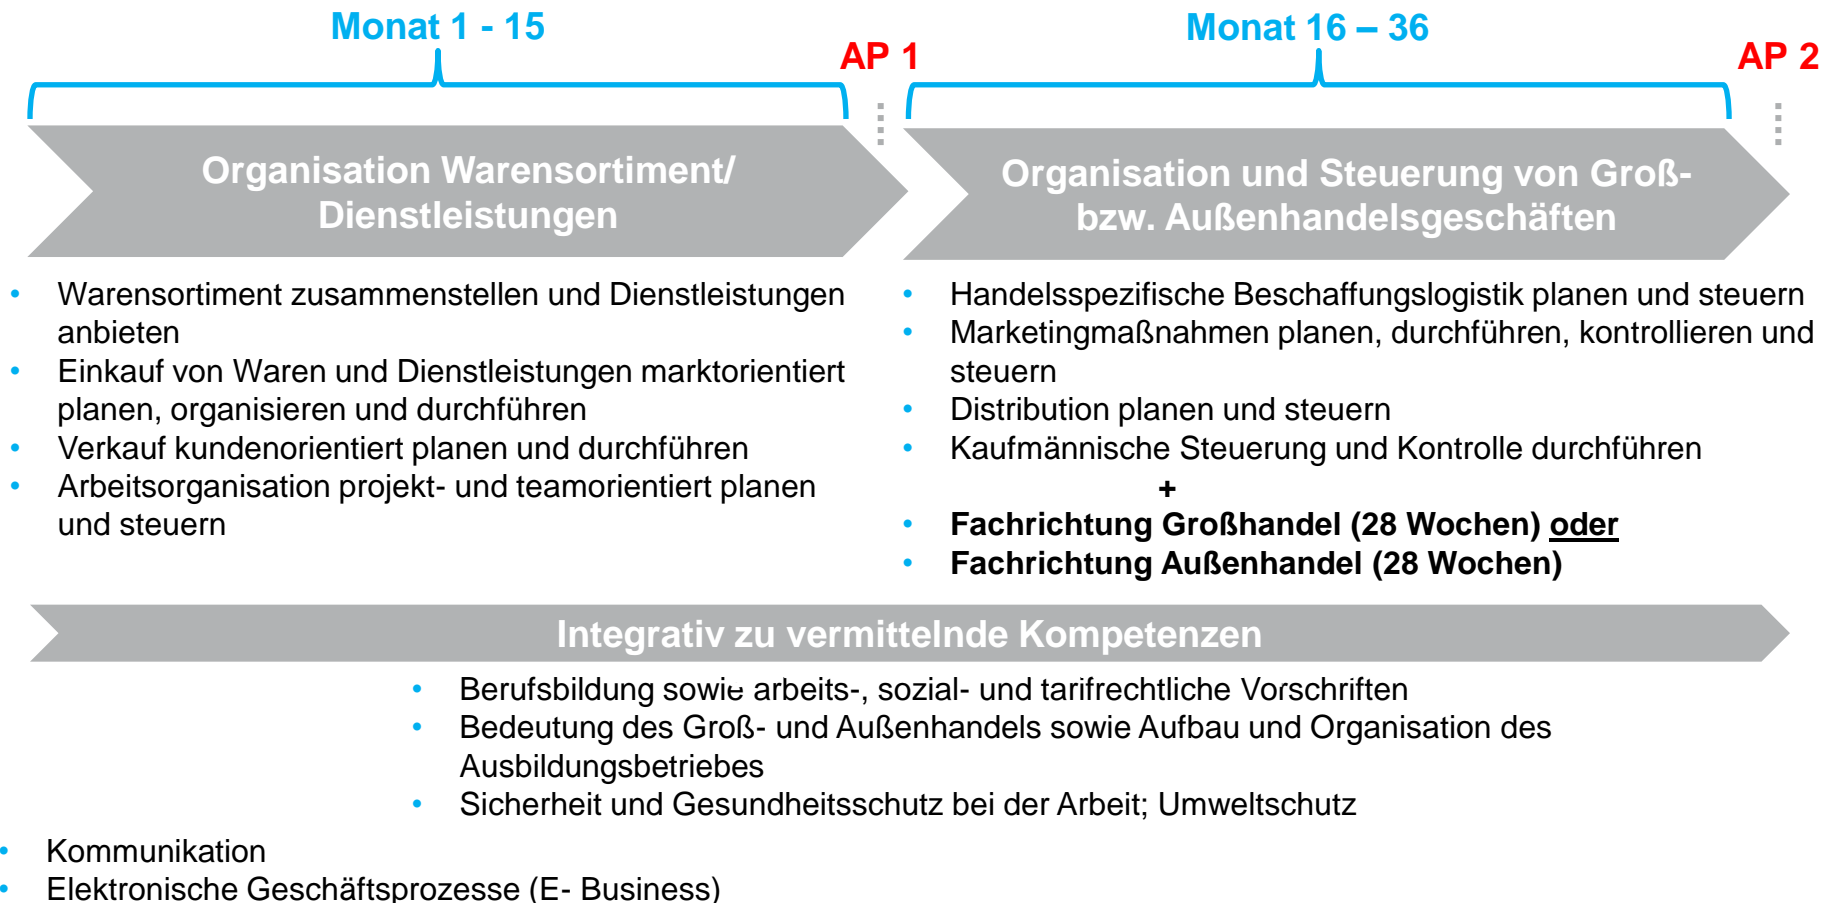 Monat 1 - 15
AP 1
Monat 16 – 36
AP 2
Organisation Warensortiment/
Dienstleistungen
Organisation und Steuerung von Groß-
bzw. Außenhandelsgeschäften
• Warensortiment zusammenstellen und Dienstleistungen
anbieten
• Einkauf von Waren und Dienstleistungen marktorientiert
planen, organisieren und durchführen
• Verkauf kundenorientiert planen und durchführen
• Arbeitsorganisation projekt- und teamorientiert planen
und steuern
• Handelsspezifische Beschaffungslogistik planen und steuern
• Marketingmaßnahmen planen, durchführen, kontrollieren und
steuern
• Distribution planen und steuern
• Kaufmännische Steuerung und Kontrolle durchführen
+
• Fachrichtung Großhandel (28 Wochen) oder
• Fachrichtung Außenhandel (28 Wochen)
Integrativ zu vermittelnde Kompetenzen
• Berufsbildung sowie arbeits-, sozial- und tarifrechtliche Vorschriften
• Bedeutung des Groß- und Außenhandels sowie Aufbau und Organisation des
Ausbildungsbetriebes
• Sicherheit und Gesundheitsschutz bei der Arbeit; Umweltschutz
• Kommunikation
• Elektronische Geschäftsprozesse (E- Business)